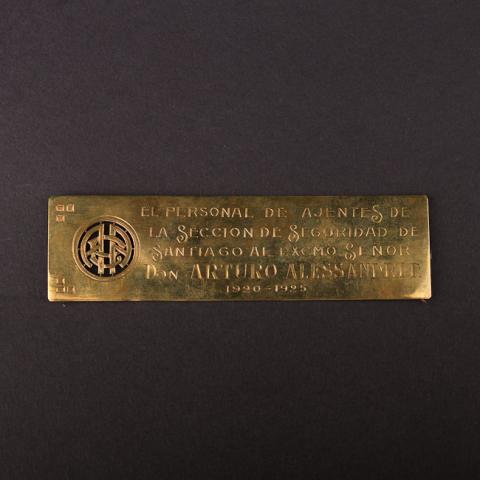 EL PERSONAL DE AJENTES DE
LA SECCION DE SEGURIDAD DE
SANTIAGO AL EXCMO SEÑOR
DON ARTURO ALESSANDRI P.
1920-1925